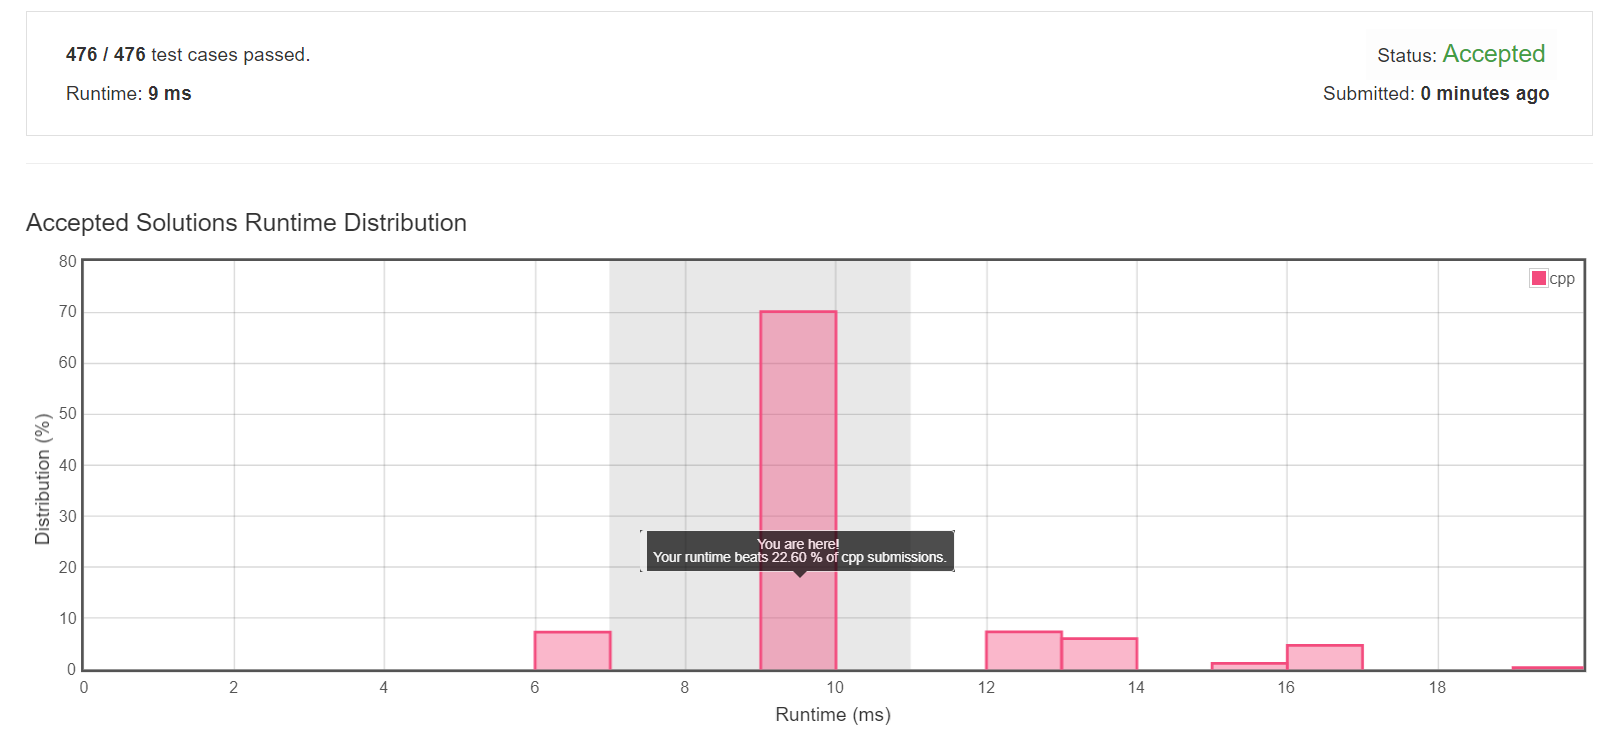 476 / 476 test cases passed.
Status: Accepted
Runtime: 9 ms
Submitted: 0 minutes ago
Accepted Solutions Runtime Distribution
80
70
60
50
40
30
20
10
0
Distribution (%)
cpp
You are here!
Your runtime beats 22.60 % of cpp submissions.
0 2 4 6 8 10 12 14 16 18
Runtime (ms)